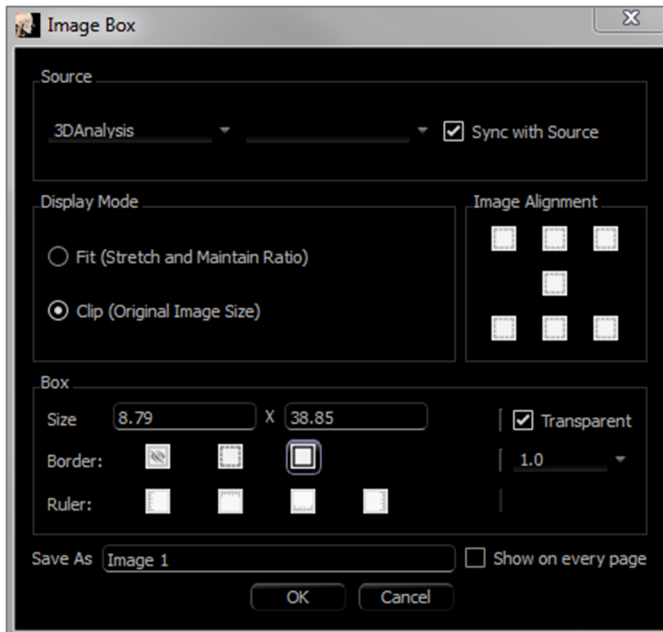 Image Box
Source
3DAnalysis
Sync with Source
Display Mode
Image Alignment
Fit (Stretch and Maintain Ratio)
Clip (Original Image Size)
Box
Size 8.79 X 38.85 Transparent
Border: 1.0
Ruler:
Save As Image 1 Show on every page
OK Cancel